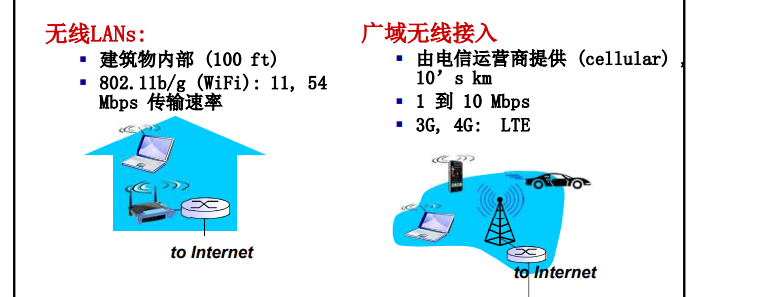 无线LANs:
建筑物内部 (100 ft)
802.11b/g (WiFi): 11, 54
Mbps 传输速率
to Internet
广域无线接入
由电信运营商提供 (cellular) ,
10’s km
1 到 10 Mbps
3G, 4G: LTE
to Internet